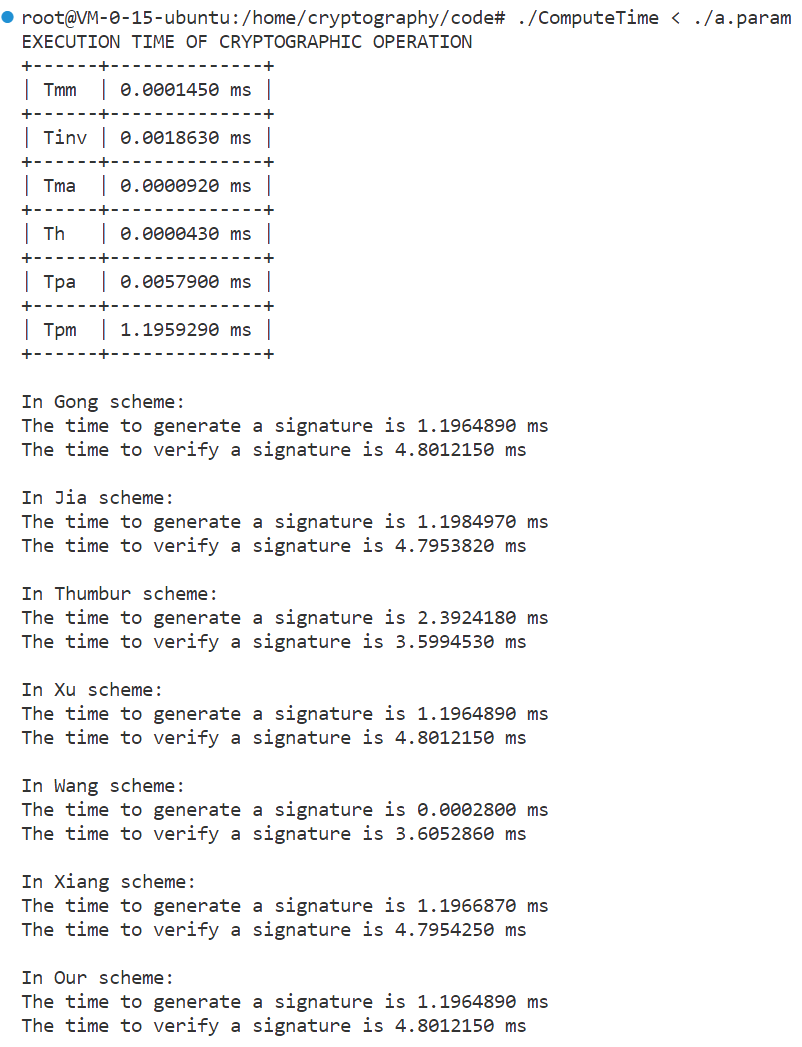 root@VM-0-15-ubuntu:/home/cryptography/code# ./ComputeTime < ./a.param
EXECUTION TIME OF CRYPTOGRAPHIC OPERATION
+------+--------------+
| Tmm  | 0.0001450 ms |
+------+--------------+
| Tinv | 0.0018630 ms |
+------+--------------+
| Tma  | 0.0000920 ms |
+------+--------------+
| Th   | 0.0000430 ms |
+------+--------------+
| Tpa  | 0.0057900 ms |
+------+--------------+
| Tpm  | 1.1959290 ms |
+------+--------------+

In Gong scheme:
The time to generate a signature is 1.1964890 ms
The time to verify a signature is 4.8012150 ms

In Jia scheme:
The time to generate a signature is 1.1984970 ms
The time to verify a signature is 4.7953820 ms

In Thumbur scheme:
The time to generate a signature is 2.3924180 ms
The time to verify a signature is 3.5994530 ms

In Xu scheme:
The time to generate a signature is 1.1964890 ms
The time to verify a signature is 4.8012150 ms

In Wang scheme:
The time to generate a signature is 0.0002800 ms
The time to verify a signature is 3.6052860 ms

In Xiang scheme:
The time to generate a signature is 1.1966870 ms
The time to verify a signature is 4.7954250 ms

In Our scheme:
The time to generate a signature is 1.1964890 ms
The time to verify a signature is 4.8012150 ms